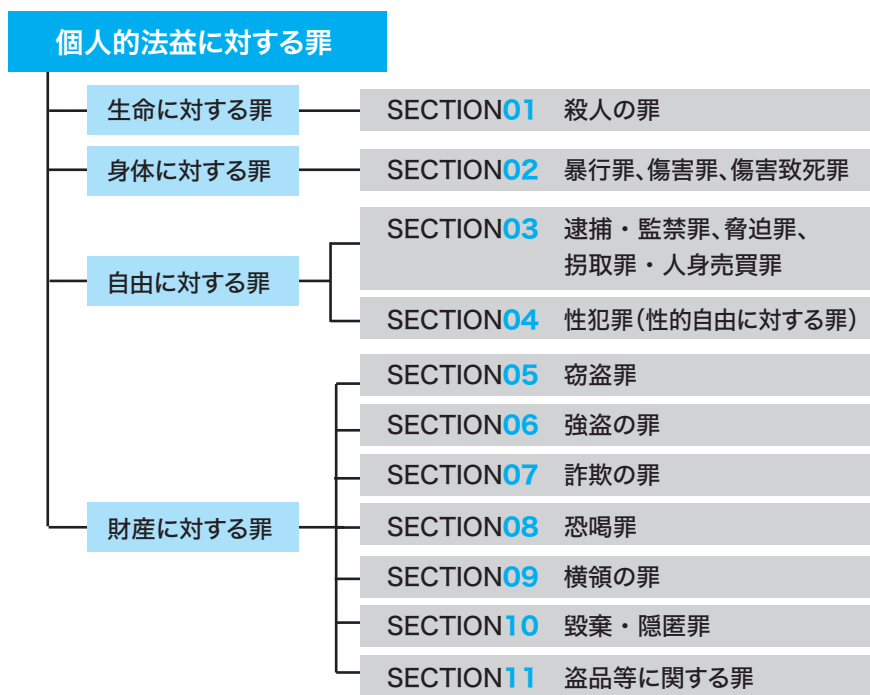 個人的法益に対する罪
生命に対する罪
SECTION01 殺人の罪
身体に対する罪
SECTION02 暴行罪、傷害罪、傷害致死罪
自由に対する罪
SECTION03 逮捕・監禁罪、脅迫罪、
拐取罪・人身売買罪
SECTION04 性犯罪(性的自由に対する罪)
財産に対する罪
SECTION05 窃盗罪
SECTION06 強盗の罪
SECTION07 詐欺の罪
SECTION08 恐喝罪
SECTION09 横領の罪
SECTION10 毀棄・隠匿罪
SECTION11 盗品等に関する罪